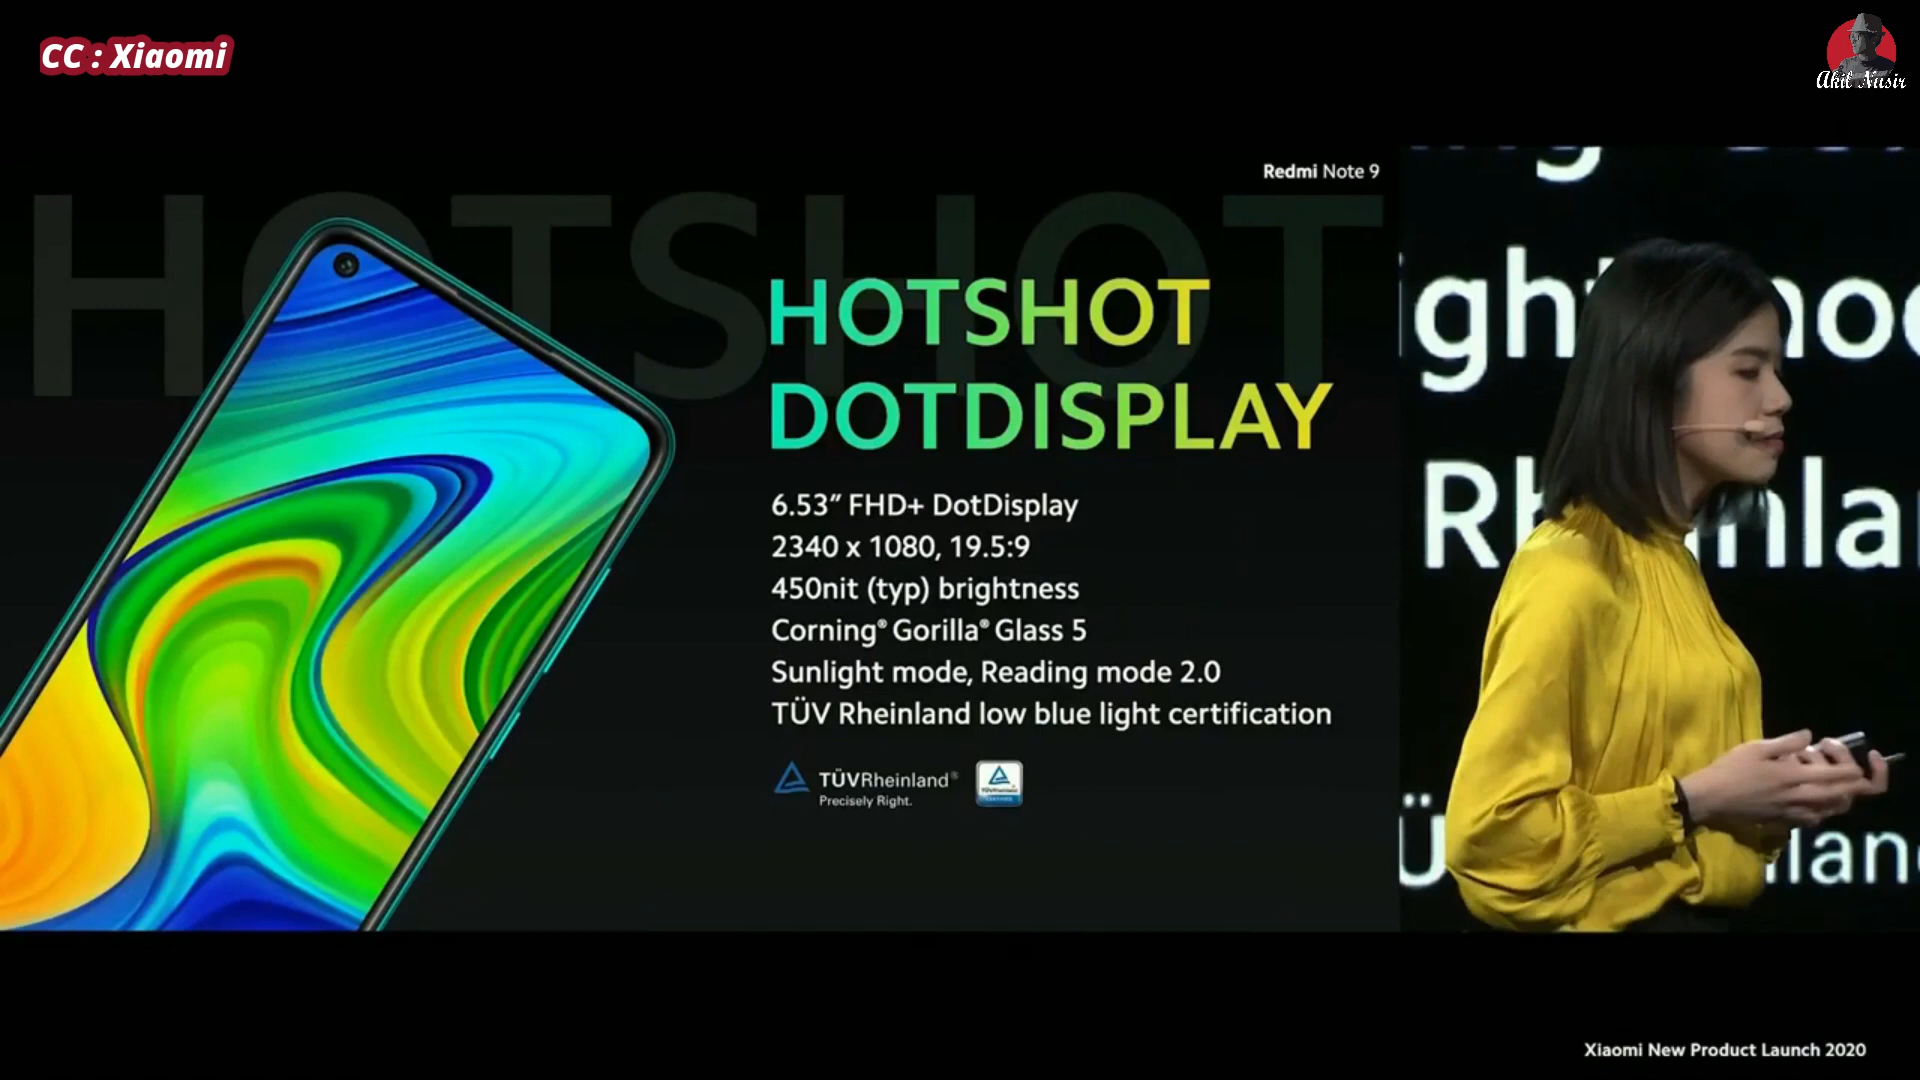 CC : Xiaomi
Akil Nasir
Redmi Note 9
HOTSHOT
HOTSHOT
DOTDISPLAY
6.53” FHD+ DotDisplay
2340 x 1080, 19.5:9
450nit (typ) brightness
Corning® Gorilla® Glass 5
Sunlight mode, Reading mode 2.0
TÜV Rheinland low blue light certification
TÜVRheinland®
Precisely Right.
Xiaomi New Product Launch 2020